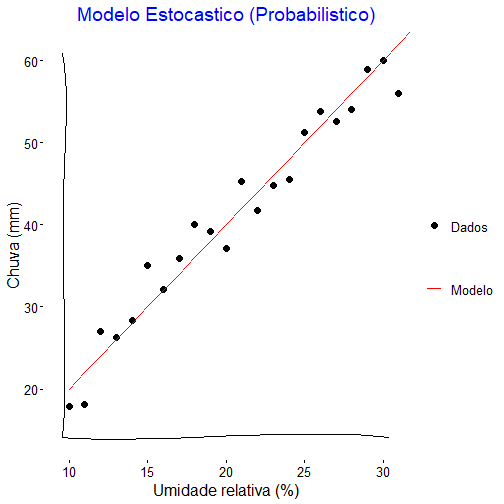 Modelo Estocastico (Probabilistico)
60
50
40
30
20
Chuva (mm)
10
15
20
25
30
Umidade relativa (%)
Dados
Modelo